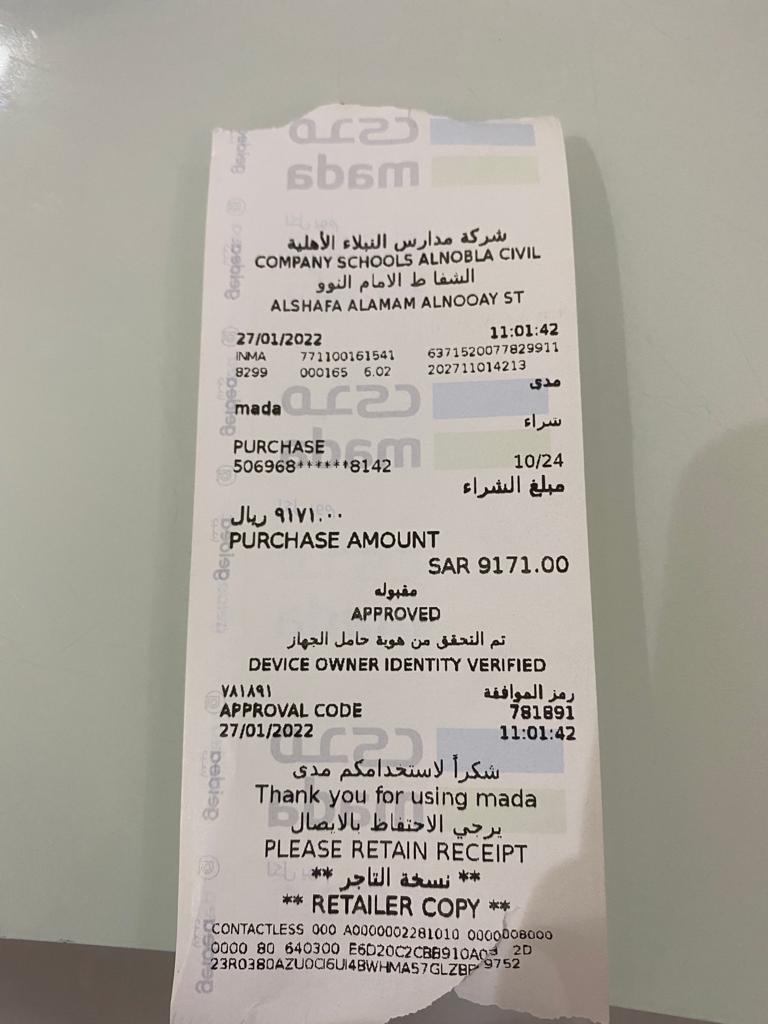 شركة مدارس النبلاء الأهلية
COMPANY SCHOOLS ALNOBLA CIVIL
الشفا ط الامام النوو
ALSHAFA ALAMAM ALNOOAY ST
27/01/2022 11:01:42
INMA 771100161541 6371520077829911
8299 000165 6.02 202711014213
مدى
mada
شراء
PURCHASE
506968******8142 10/24
مبلغ الشراء
٩١٧١.٠٠ ريال
PURCHASE AMOUNT
SAR 9171.00
مقبوله
APPROVED
تم التحقق من هوية حامل الجهاز
DEVICE OWNER IDENTITY VERIFIED
رمز الموافقة ٧٨١٨٩١
APPROVAL CODE 781891
27/01/2022 11:01:42
شكراً لاستخدامكم مدى
Thank you for using mada
يرجي الاحتفاظ بالايصال
PLEASE RETAIN RECEIPT
** نسخة التاجر **
** RETAILER COPY **
CONTACTLESS 000 A0000002281010 0000008000
0000 80 640300 2D
9752